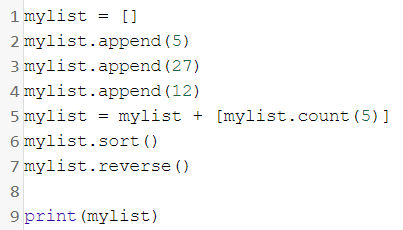 1 mylist = []
2 mylist.append(5)
3 mylist.append(27)
4 mylist.append(12)
5 mylist = mylist + [mylist.count(5)]
6 mylist.sort()
7 mylist.reverse()
8
9 print(mylist)